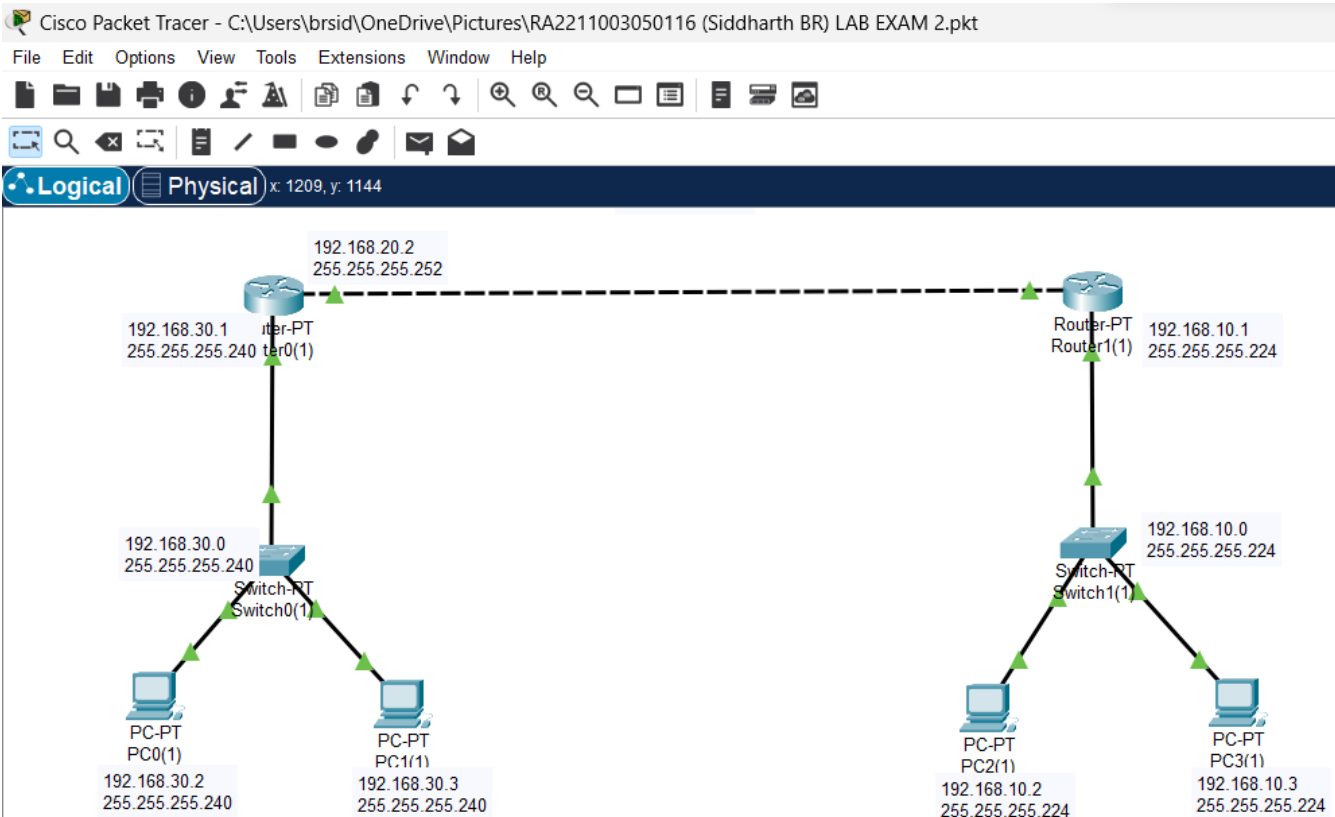 Cisco Packet Tracer - C:\Users\brsid\OneDrive\Pictures\RA2211003050116 (Siddharth BR) LAB EXAM 2.pkt
File Edit Options View Tools Extensions Window Help
Logical Physical x: 1209, y: 1144
192.168.20.2
255.255.255.252
192.168.30.1
255.255.255.240
iter-PT
ter0(1)
Router-PT
Router1(1)
192.168.10.1
255.255.255.224
192.168.30.0
255.255.255.240
Switch-PT
Switch0(1)
192.168.10.0
255.255.255.224
Switch-PT
Switch1(1)
PC-PT
PC0(1)
192.168.30.2
255.255.255.240
PC-PT
PC1(1)
192.168.30.3
255.255.255.240
PC-PT
PC2(1)
192.168.10.2
255.255.255.224
PC-PT
PC3(1)
192.168.10.3
255.255.255.224